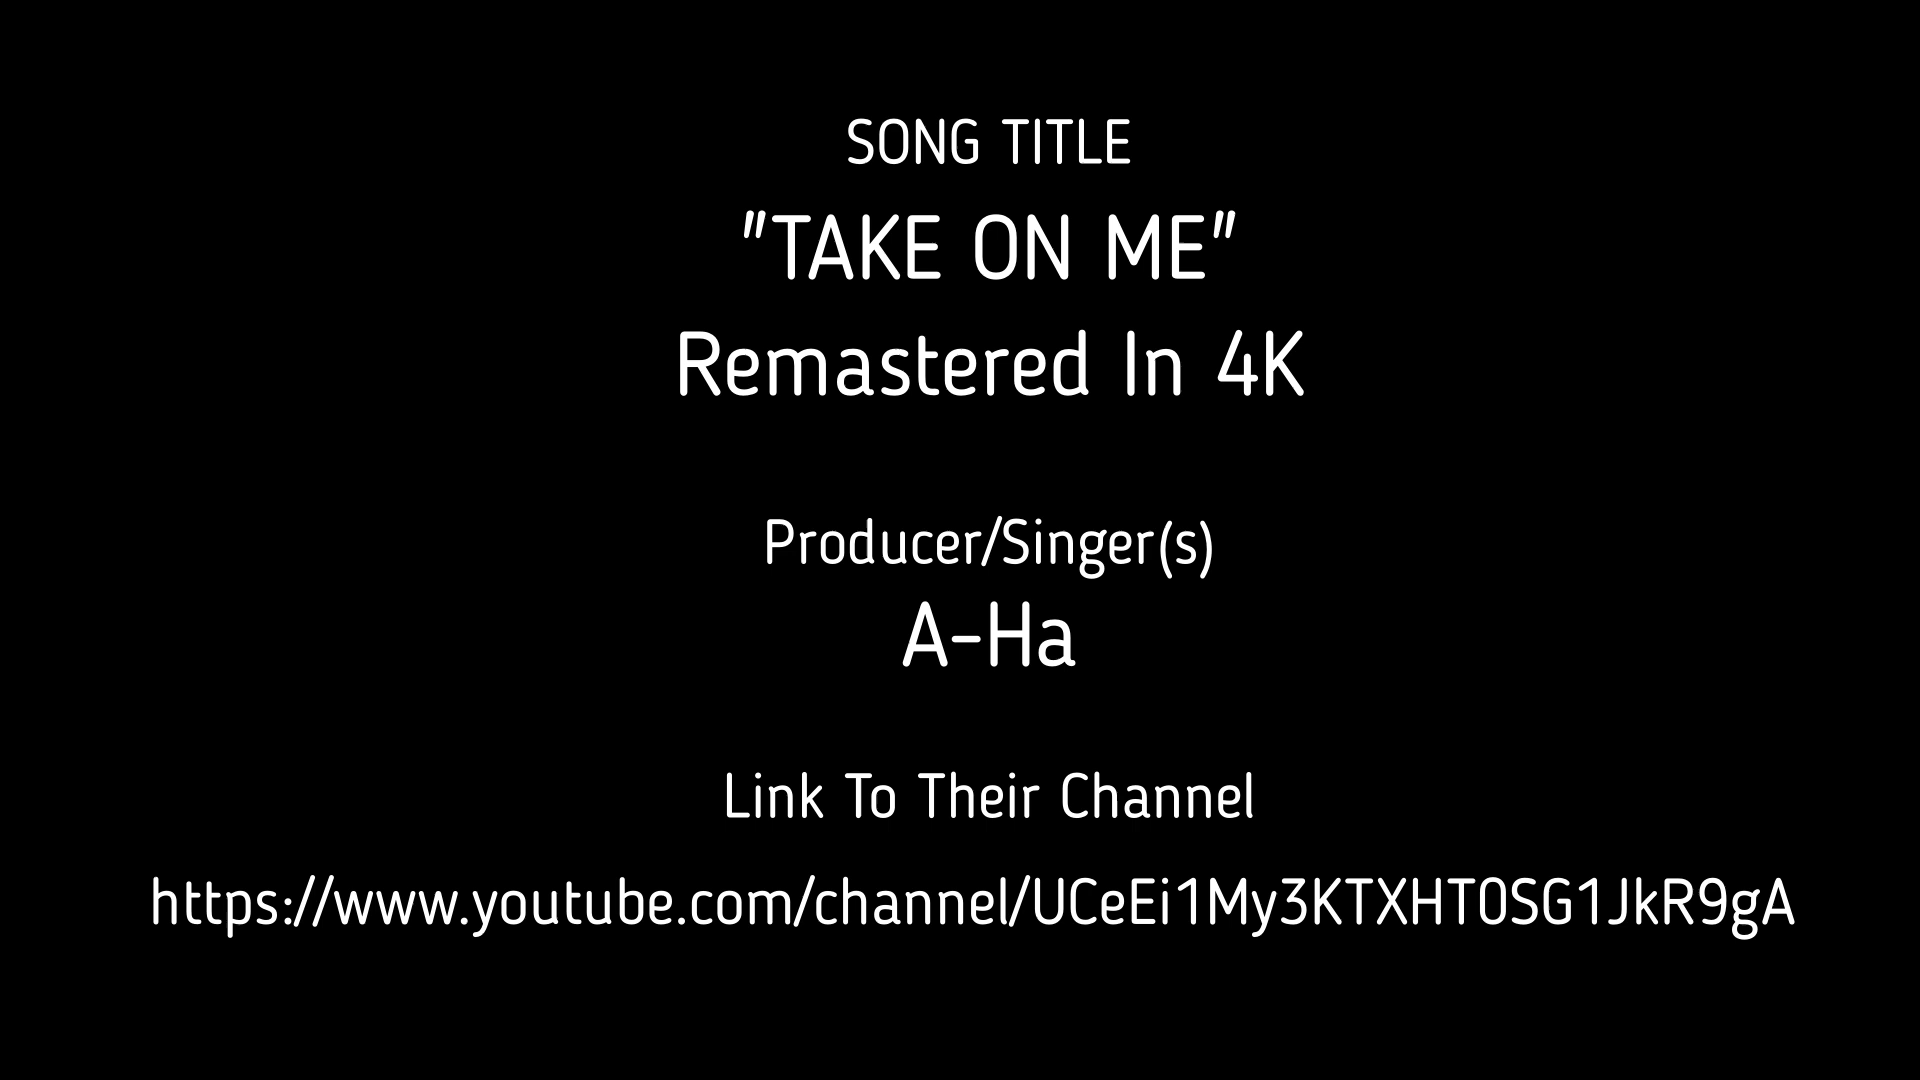 SONG TITLE
"TAKE ON ME"
Remastered In 4K
Producer/Singer(s)
A-Ha
Link To Their Channel
https://www.youtube.com/channel/UCeEi1My3KTXHT0SG1JkR9gA